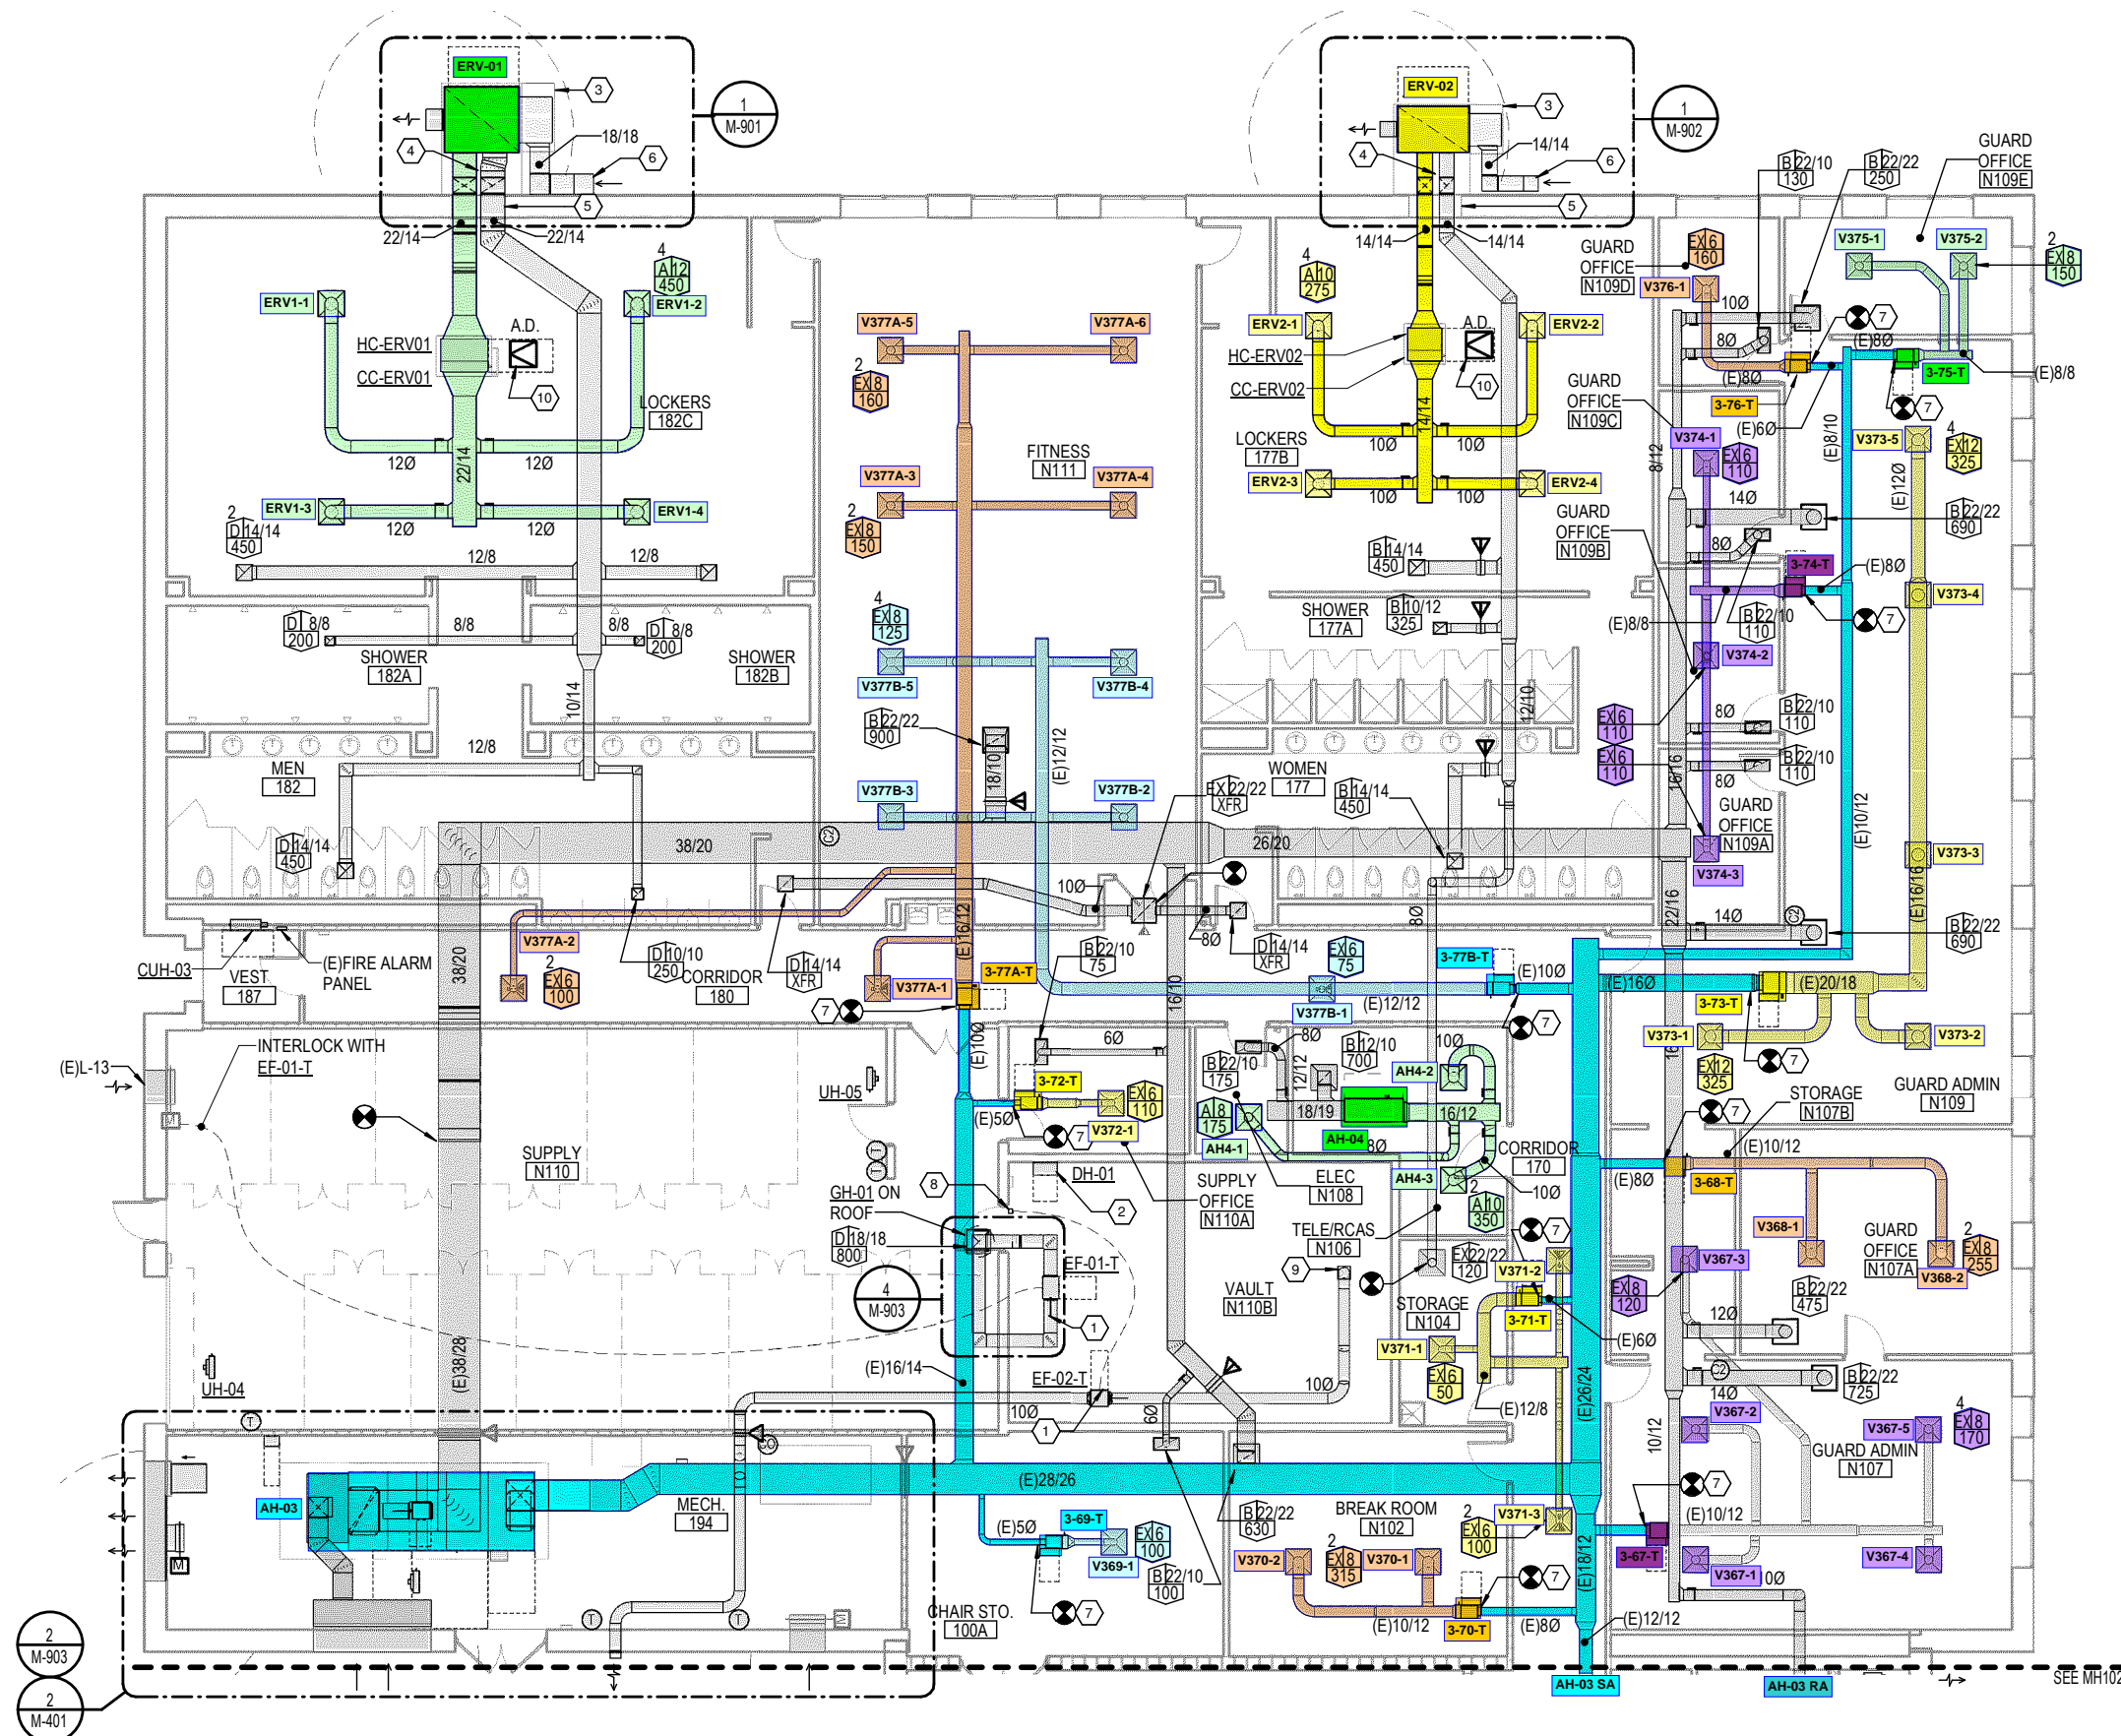 ERV-01
3
1
M-901
4
18/18
6
5
22/14
22/14
ERV-02
3
1
M-902
4
14/14
6
5
14/14
14/14
GUARD
OFFICE
N109E
B 22/10
130
B 22/22
250
4
A 12
450
ERV1-1
ERV1-2
HC-ERV01
CC-ERV01
A.D.
10
LOCKERS
182C
12Ø
12Ø
22/14
ERV1-3
ERV1-4
12Ø
12Ø
2
D 14/14
450
12/8
12/8
D 8/8
200
8/8
8/8
D 8/8
200
SHOWER
182A
SHOWER
182B
10/14
12/8
MEN
182
D 14/14
450
V377A-5
V377A-6
2
EX 8
160
FITNESS
N111
V377A-3
V377A-4
2
EX 8
150
4
EX 8
125
V377B-5
V377B-4
B 22/22
900
18/10
(E)12/12
V377B-3
V377B-2
38/20
26/20
EX 22/22
XFR
4
A 10
275
ERV2-1
ERV2-2
HC-ERV02
CC-ERV02
A.D.
10
LOCKERS
177B
10Ø
10Ø
14/14
ERV2-3
ERV2-4
10Ø
10Ø
B 14/14
450
SHOWER
177A
B 10/12
325
12/10
WOMEN
177
B 14/14
450
GUARD
OFFICE
N109D
EX 6
160
V376-1
V375-1
V375-2
2
EX 8
150
10Ø
8Ø
7
(E)8Ø
(E)8Ø
3-75-T
(E)8/8
3-76-T
7
(E)6Ø
(E)8/10
GUARD
OFFICE
N109C
V374-1
EX 6
110
8/12
V373-5
4
EX 12
325
(E)12Ø
14Ø
B 22/22
690
GUARD
OFFICE
N109B
8Ø
3-74-T
(E)8Ø
(E)8/8
B 22/10
110
7
V373-4
V374-2
EX 6
110
8Ø
B 22/10
110
EX 6
110
16/16
8Ø
B 22/10
110
GUARD
OFFICE
N109A
V374-3
(E)10/12
V373-3
(E)16/16
22/16
14Ø
B 22/22
690
CUH-03
VEST
187
(E)FIRE ALARM
PANEL
38/20
V377A-2
2
EX 6
100
D 10/10
250
CORRIDOR
180
D 14/14
XFR
10Ø
8Ø
D 14/14
XFR
8Ø
V377A-1
(E)16/12
3-77A-T
7
(E)10Ø
B 22/10
75
16/10
EX 6
75
V377B-1
(E)12/12
3-77B-T
(E)10Ø
7
(E)16Ø
3-73-T
(E)20/18
V373-1
V373-2
EX 12
325
7
(E)L-13
INTERLOCK WITH
EF-01-T
UH-05
6Ø
3-72-T
(E)5Ø
7
EX 6
110
V372-1
B 22/10
175
8Ø
12/12
B 12/10
700
10Ø
AH4-2
A 8
175
18/19
16/12
AH-04
8Ø
AH4-1
STORAGE
N107B
GUARD ADMIN
N109
7
SUPPLY
N110
GH-01 ON
ROOF
8
DH-01
2
SUPPLY
OFFICE
N110A
ELEC
N108
AH4-3
CORRIDOR
170
10Ø
2
A 10
350
(E)8Ø
3-68-T
(E)10/12
D 18/18
800
4
M-903
EF-01-T
1
TELE/RCAS
N106
9
VAULT
N110B
EX 22/22
120
7
V371-2
STORAGE
N104
3-71-T
(E)6Ø
V371-1
EX 6
50
(E)12/8
(E)26/24
V368-1
GUARD
OFFICE
N107A
2
EX 8
255
V368-2
V367-3
EX 8
120
B 22/22
475
12Ø
UH-04
(E)38/28
(E)16/14
EF-02-T
10Ø
10Ø
1
6Ø
14Ø
B 22/22
725
V367-2
V367-5
4
EX 8
170
GUARD ADMIN
N107
10/12
7
AH-03
MECH.
194
(E)28/26
(E)5Ø
3-69-T
EX 6
100
V369-1
7
B 22/10
100
B 22/22
630
BREAK ROOM
N102
2
EX 6
100
V371-3
V370-2
EX 8
315
V370-1
7
(E)10/12
3-70-T
(E)8Ø
(E)18/12
3-67-T
(E)10/12
V367-1
10Ø
V367-4
CHAIR STO.
100A
(E)12/12
2
M-903
2
M-401
AH-03 SA
AH-03 RA
SEE MH102